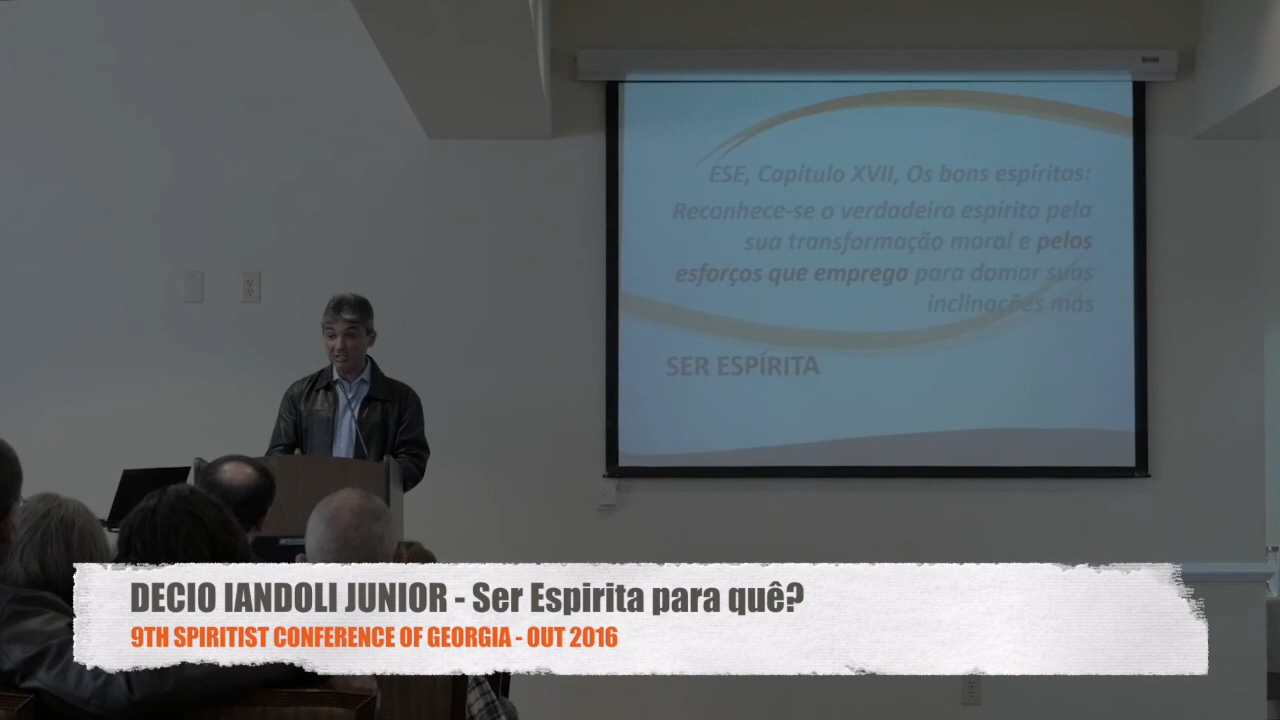 ESE, Capítulo XVII, Os bons espíritas:
Reconhece-se o verdadeiro espírita pela
sua transformação moral e pelos
esforços que emprega para domar suas
inclinações más
SER ESPÍRITA
DECIO IANDOLI JUNIOR - Ser Espirita para quê?
9TH SPIRITIST CONFERENCE OF GEORGIA - OUT 2016